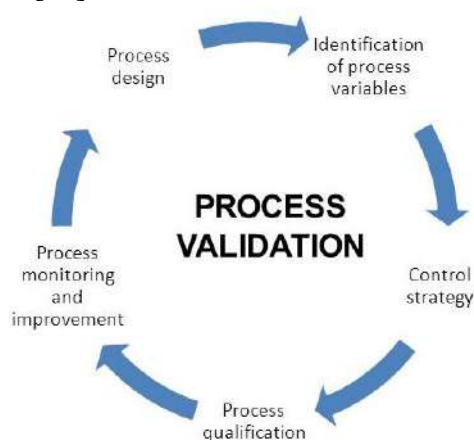 Process
design
Identification
of process
variables
PROCESS
VALIDATION
Control
strategy
Process
monitoring
and
improvement
Process
qualification